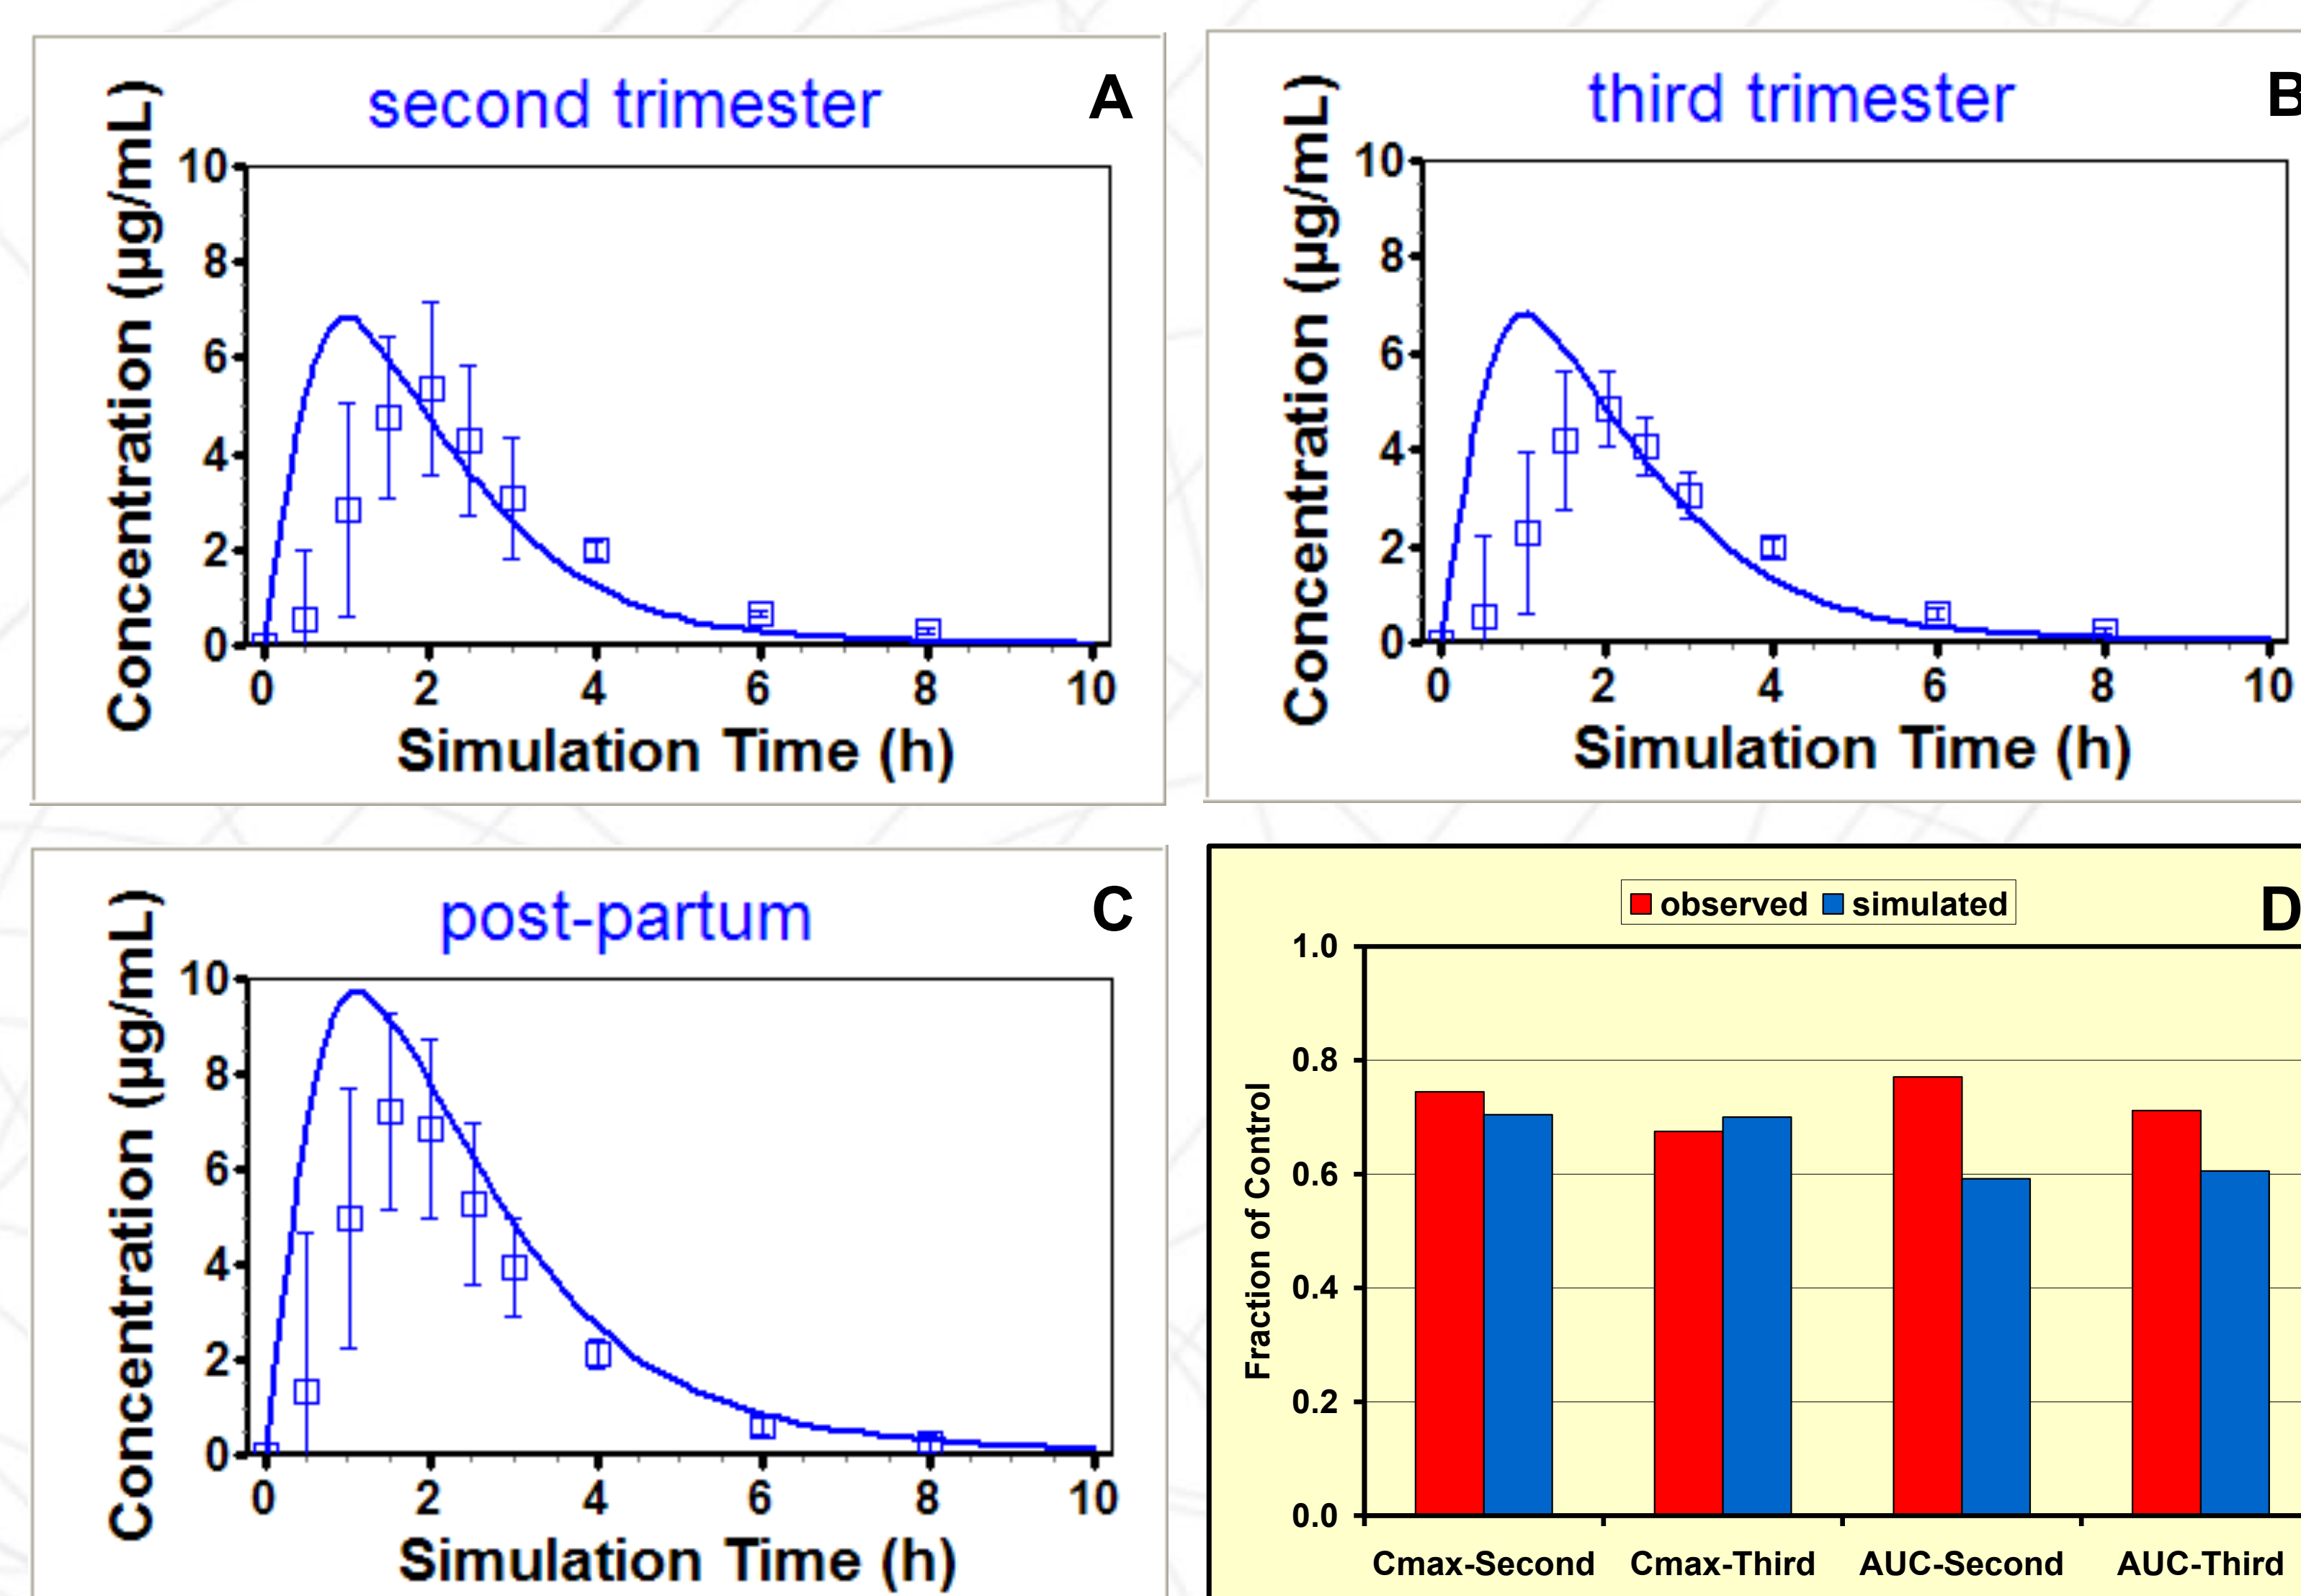 second trimester
A
Concentration (µg/mL)
10
8
6
4
2
0
0 2 4 6 8 10
Simulation Time (h)
third trimester
B
Concentration (µg/mL)
10
8
6
4
2
0
0 2 4 6 8 10
Simulation Time (h)
post-partum
C
Concentration (µg/mL)
10
8
6
4
2
0
0 2 4 6 8 10
Simulation Time (h)
observed simulated
D
Fraction of Control
1.0
0.8
0.6
0.4
0.2
0.0
Cmax-Second Cmax-Third AUC-Second AUC-Third